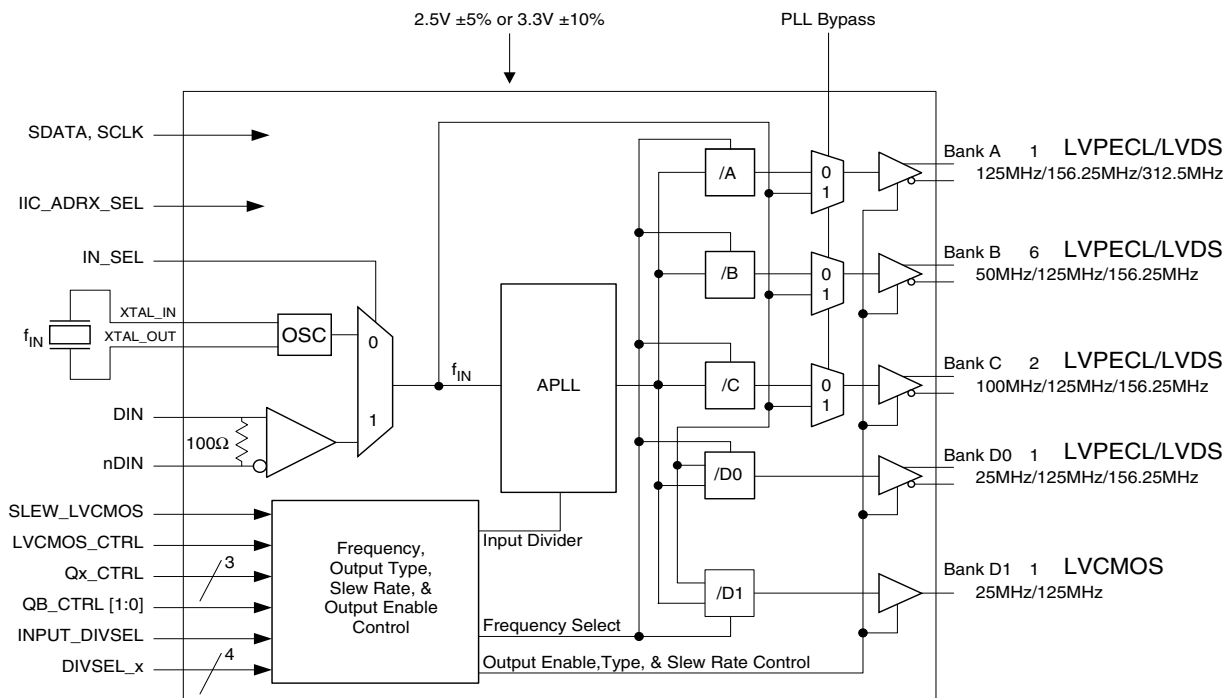 2.5V ±5% or 3.3V ±10%
PLL Bypass
SDATA, SCLK
IIC_ADRX_SEL
IN_SEL
XTAL_IN
XTAL_OUT
fIN
OSC
0
1
DIN
100Ω
nDIN
fIN
APLL
/A
/B
/C
/D0
/D1
0
1
0
1
0
1
Bank A 1 LVPECL/LVDS
125MHz/156.25MHz/312.5MHz
Bank B 6 LVPECL/LVDS
50MHz/125MHz/156.25MHz
Bank C 2 LVPECL/LVDS
100MHz/125MHz/156.25MHz
Bank D0 1 LVPECL/LVDS
25MHz/125MHz/156.25MHz
Bank D1 1 LVCMOS
25MHz/125MHz
SLEW_LVCMOS
LVCMOS_CTRL
Qx_CTRL
3
QB_CTRL [1:0]
INPUT_DIVSEL
DIVSEL_x
4
Frequency,
Output Type,
Slew Rate, &
Output Enable
Control
Input Divider
Frequency Select
Output Enable,Type, & Slew Rate Control